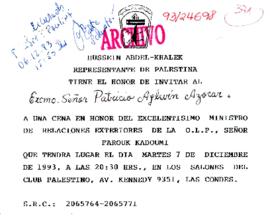 93/24698
ARCHIVO
HUSSEIN ABDEL-KHALEK
REPRESENTANTE DE PALESTINA
TIENE EL HONOR DE INVITAR AL
Excmo. Señor Patricio Aylwin Azocar.
A UNA CENA EN HONOR DEL EXCELENTISIMO MINISTRO
DE RELACIONES EXTERIORES DE LA O.L.P., SEÑOR
FAROUK KADOUMI
QUE TENDRA LUGAR EL DIA MARTES 7 DE DICIEMBRE
DE 1993, A LAS 20:30 HRS., EN LOS SALONES DEL
CLUB PALESTINO, AV. KENNEDY 9351, LAS CONDES.
S.R.C.: 2065764-2065771